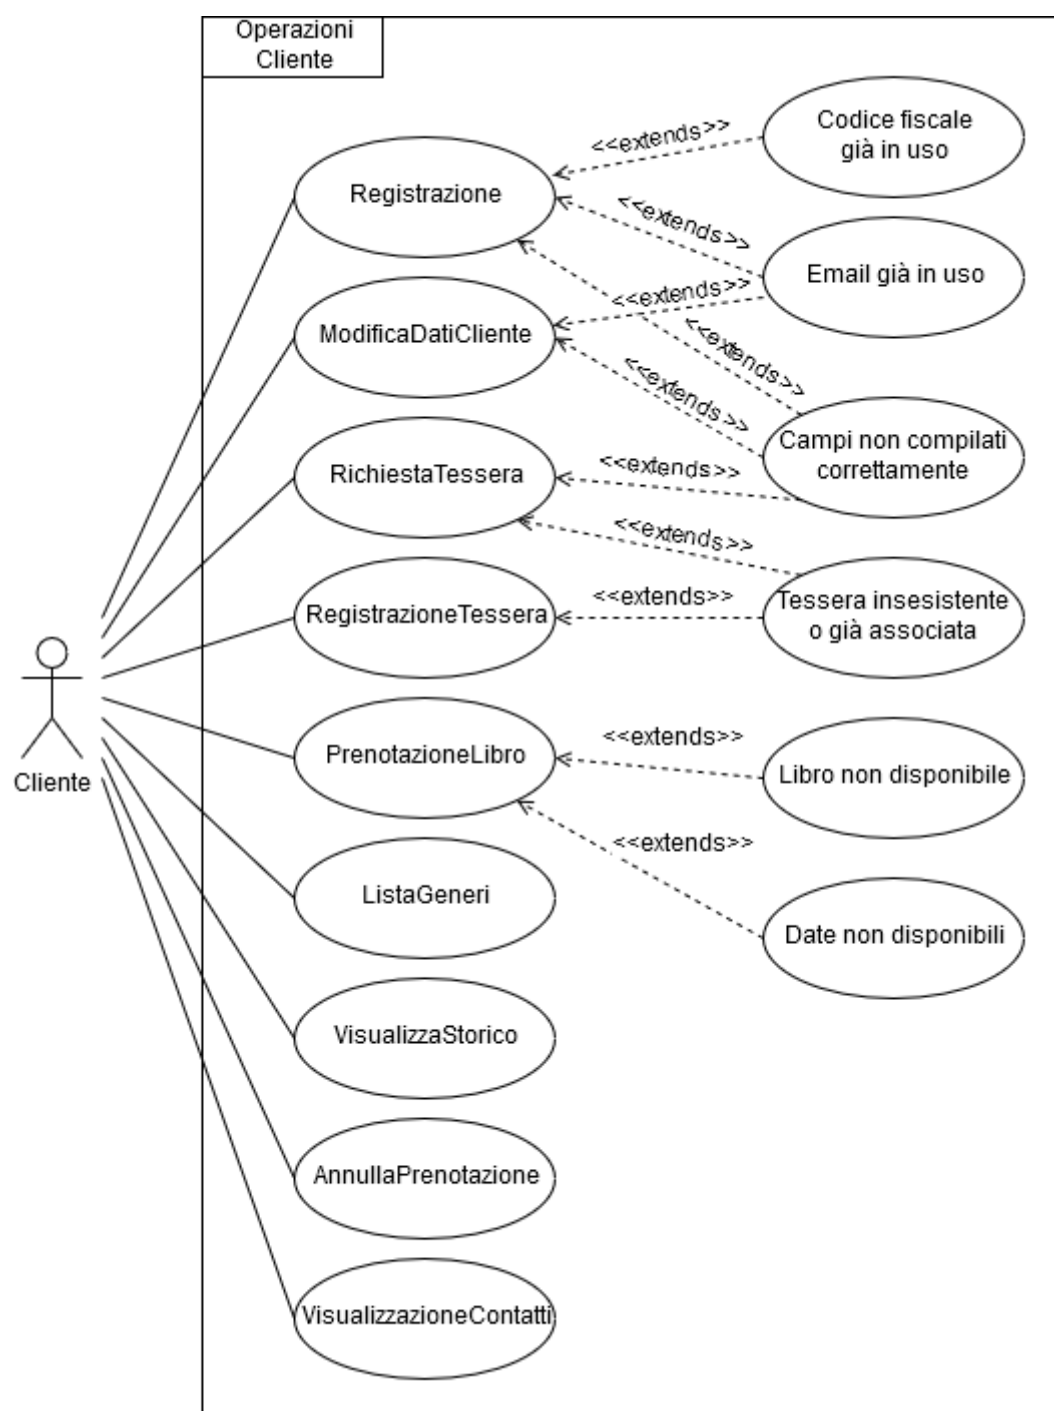 Operazioni
Cliente
Codice fiscale
già in uso
<<extends>>
Registrazione
<<extends>>
Email già in uso
<<extends>>
ModificaDatiCliente
<<extends>>
<<extends>>
Campi non compilati
correttamente
RichiestaTessera
<<extends>>
<<extends>>
Tessera insesistente
o già associata
<<extends>>
RegistrazioneTessera
Cliente
PrenotazioneLibro
<<extends>>
Libro non disponibile
<<extends>>
ListaGeneri
Date non disponibili
VisualizzaStorico
AnnullaPrenotazione
VisualizzazioneContatti